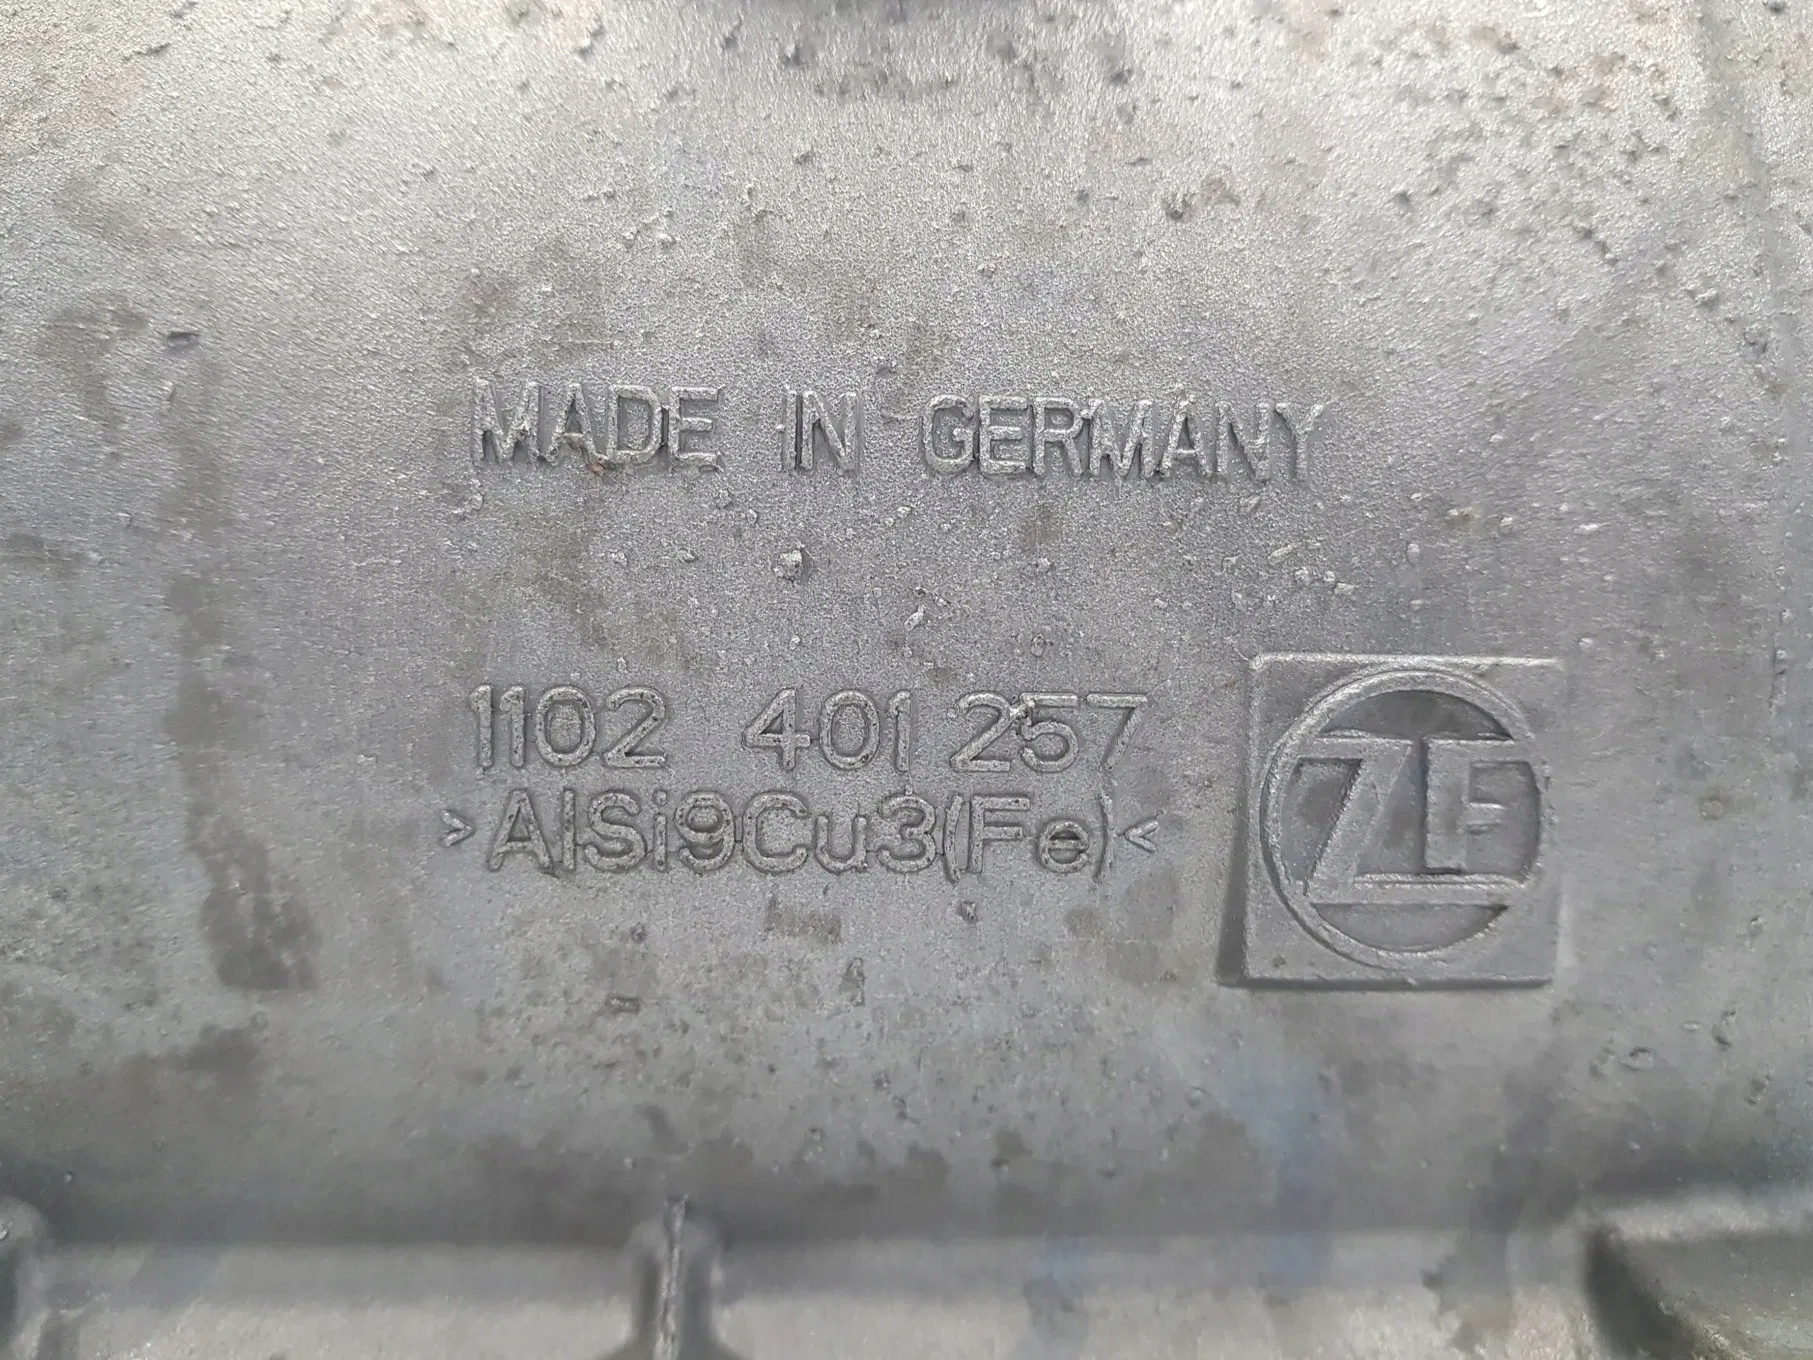 MADE IN GERMANY
1102 401 257
>AlSi9Cu3(Fe)<
ZF